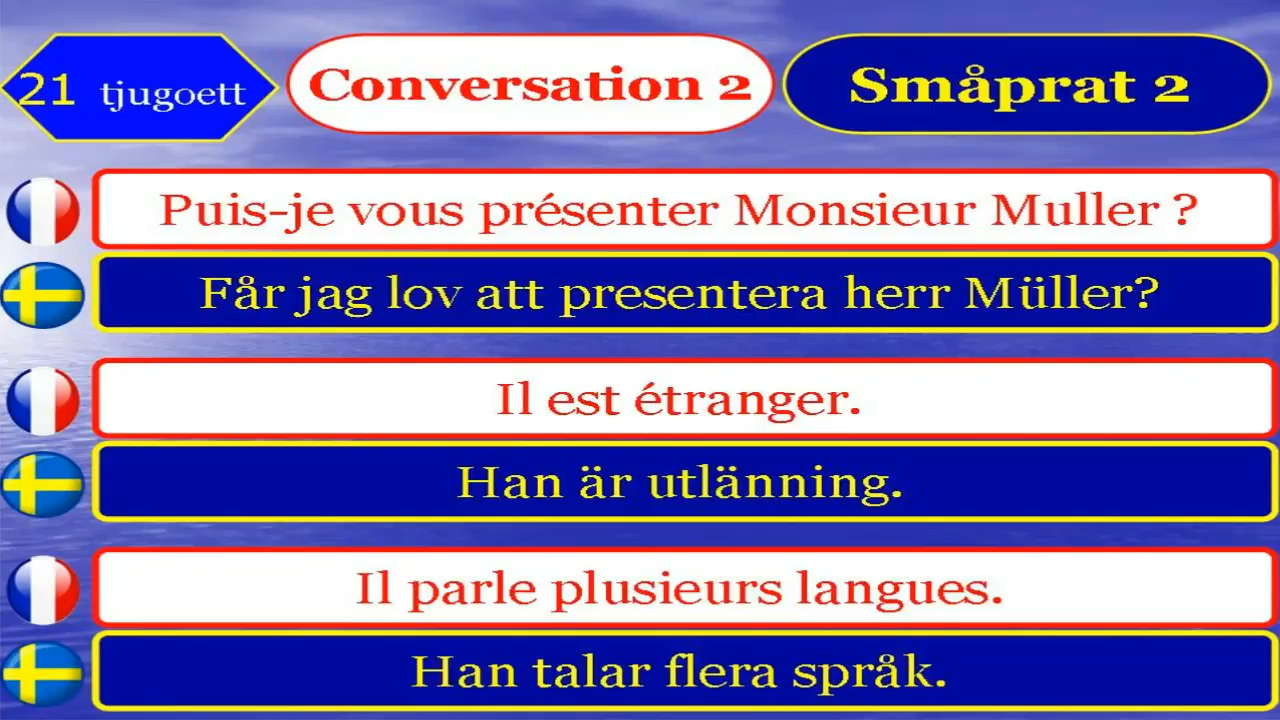 21 tjugoett
Conversation 2
Småprat 2
Puis-je vous présenter Monsieur Muller ?
Får jag lov att presentera herr Müller?
Il est étranger.
Han är utlänning.
Il parle plusieurs langues.
Han talar flera språk.